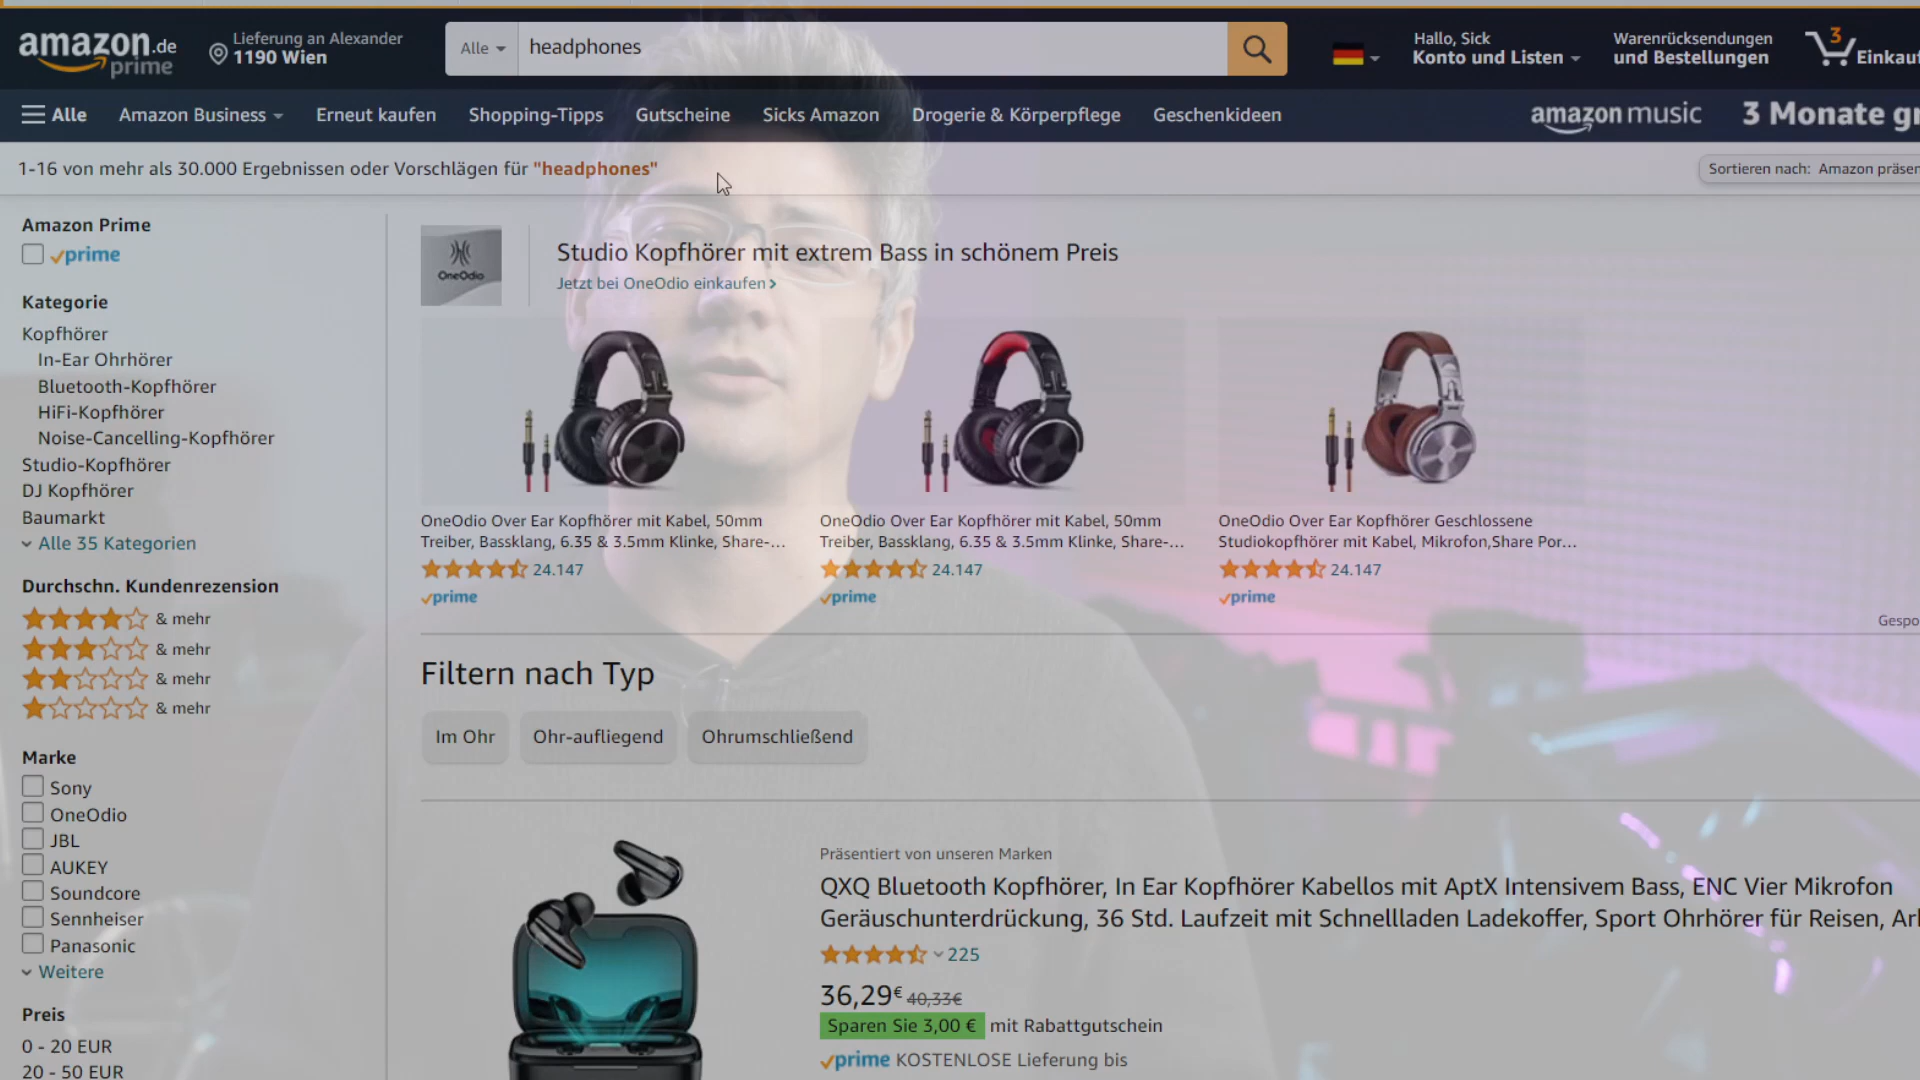 amazon.de
prime
Lieferung an Alexander
1190 Wien
Alle
headphones
Hallo, Sick
Konto und Listen
Warenrücksendungen
und Bestellungen
3
Alle
Amazon Business
Erneut kaufen
Shopping-Tipps
Gutscheine
Sicks Amazon
Drogerie & Körperpflege
Geschenkideen
amazon music
3 Monate
1-16 von mehr als 30.000 Ergebnissen oder Vorschlägen für "headphones"
Sortieren nach: Amazon
Amazon Prime
prime
Kategorie
Kopfhörer
In-Ear Ohrhörer
Bluetooth-Kopfhörer
HiFi-Kopfhörer
Noise-Cancelling-Kopfhörer
Studio-Kopfhörer
DJ Kopfhörer
Baumarkt
Alle 35 Kategorien
Durchschn. Kundenrezension
& mehr
& mehr
& mehr
& mehr
Marke
Sony
OneOdio
JBL
AUKEY
Soundcore
Sennheiser
Panasonic
Weitere
Preis
0 - 20 EUR
20 - 50 EUR
OneOdio
Studio Kopfhörer mit extrem Bass in schönem Preis
Jetzt bei OneOdio einkaufen
OneOdio Over Ear Kopfhörer mit Kabel, 50mm
Treiber, Bassklang, 6.35 & 3.5mm Klinke, Share-...
24.147
prime
OneOdio Over Ear Kopfhörer mit Kabel, 50mm
Treiber, Bassklang, 6.35 & 3.5mm Klinke, Share-...
24.147
prime
OneOdio Over Ear Kopfhörer Geschlossene
Studiokopfhörer mit Kabel, Mikrofon,Share Por...
24.147
prime
Filtern nach Typ
Im Ohr
Ohr-aufliegend
Ohrumschließend
Präsentiert von unseren Marken
QXQ Bluetooth Kopfhörer, In Ear Kopfhörer Kabellos mit AptX Intensivem Bass, ENC Vier Mikrofon
Geräuschunterdrückung, 36 Std. Laufzeit mit Schnellladen Ladekoffer, Sport Ohrhörer für Reisen,
225
36,29€ 40,33€
Sparen Sie 3,00 € mit Rabattgutschein
prime KOSTENLOSE Lieferung bis